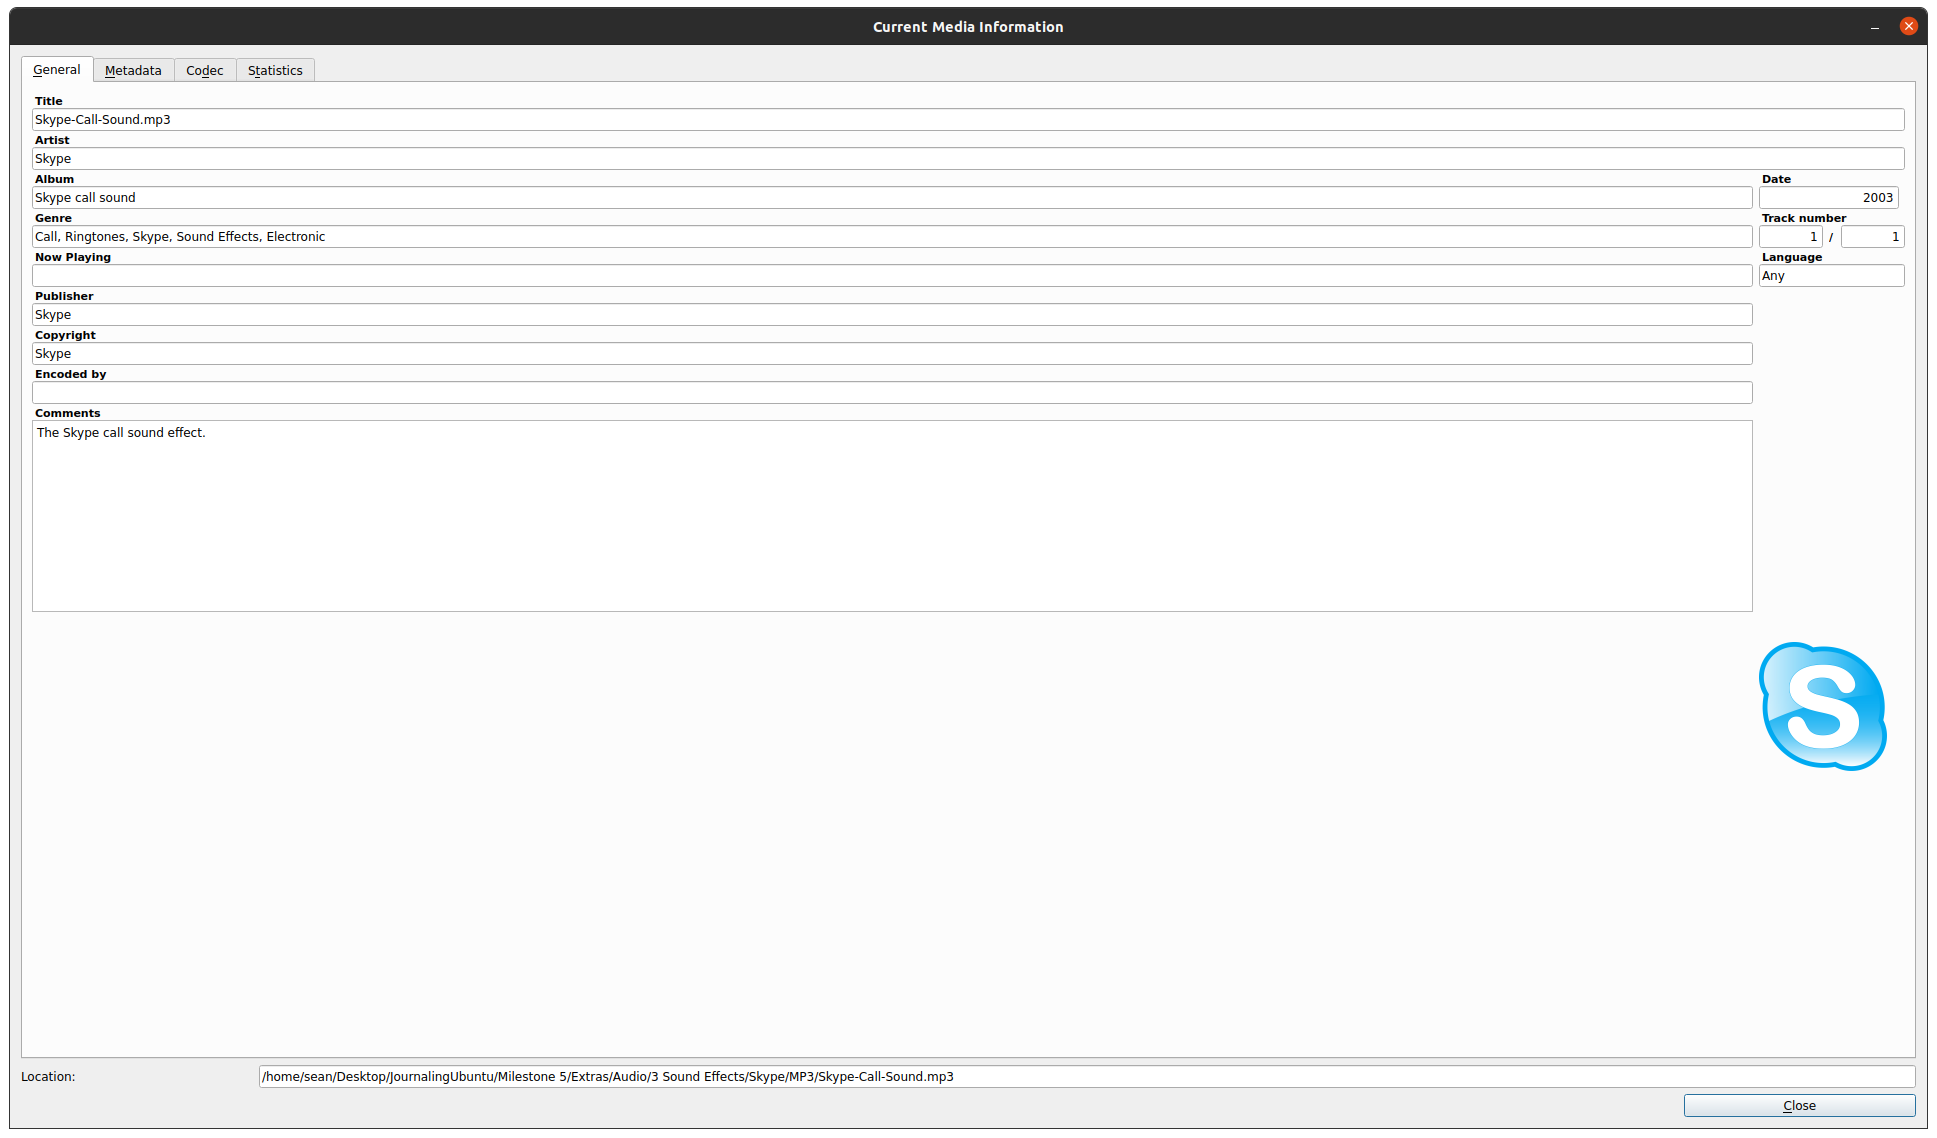 Current Media Information
General Metadata Codec Statistics
Title
Skype-Call-Sound.mp3
Artist
Skype
Album Date
Skype call sound 2003
Genre Track number
Call, Ringtones, Skype, Sound Effects, Electronic 1 / 1
Now Playing Language
Any
Publisher
Skype
Copyright
Skype
Encoded by
Comments
The Skype call sound effect.
S
Location: /home/sean/Desktop/JournalingUbuntu/Milestone 5/Extras/Audio/3 Sound Effects/Skype/MP3/Skype-Call-Sound.mp3
Close